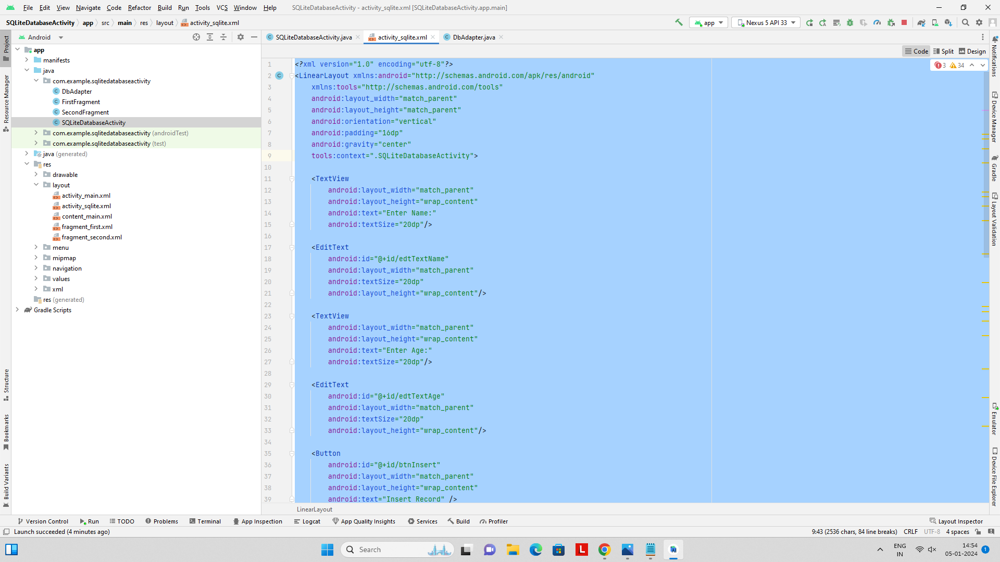 File Edit View Navigate Code Refactor Build Run Tools VCS Window Help SQLiteDatabaseActivity - activity_sqlite.xml [SQLiteDatabaseActivity.app.main]
SQLiteDatabaseActivity app src main res layout activity_sqlite.xml app Nexus 5 API 33
Android SQLiteDatabaseActivity.java activity_sqlite.xml DbAdapter.java
Code Split Design
3 34
Project
Resource Manager
Structure
Bookmarks
Build Variants
app
manifests
java
com.example.sqlitedatabaseactivity
DbAdapter
FirstFragment
SecondFragment
SQLiteDatabaseActivity
com.example.sqlitedatabaseactivity (androidTest)
com.example.sqlitedatabaseactivity (test)
java (generated)
res
drawable
layout
activity_main.xml
activity_sqlite.xml
content_main.xml
fragment_first.xml
fragment_second.xml
menu
mipmap
navigation
values
xml
res (generated)
Gradle Scripts
1 <?xml version="1.0" encoding="utf-8"?>
2 <LinearLayout xmlns:android="http://schemas.android.com/apk/res/android"
3 xmlns:tools="http://schemas.android.com/tools"
4 android:layout_width="match_parent"
5 android:layout_height="match_parent"
6 android:orientation="vertical"
7 android:padding="16dp"
8 android:gravity="center"
9 tools:context=".SQLiteDatabaseActivity">
10
11 <TextView
12 android:layout_width="match_parent"
13 android:layout_height="wrap_content"
14 android:text="Enter Name:"
15 android:textSize="20dp"/>
16
17 <EditText
18 android:id="@+id/edtTextName"
19 android:layout_width="match_parent"
20 android:textSize="20dp"
21 android:layout_height="wrap_content"/>
22
23 <TextView
24 android:layout_width="match_parent"
25 android:layout_height="wrap_content"
26 android:text="Enter Age:"
27 android:textSize="20dp"/>
28
29 <EditText
30 android:id="@+id/edtTextAge"
31 android:layout_width="match_parent"
32 android:textSize="20dp"
33 android:layout_height="wrap_content"/>
34
35 <Button
36 android:id="@+id/btnInsert"
37 android:layout_width="match_parent"
38 android:layout_height="wrap_content"
39 android:text="Insert Record" />
LinearLayout
Notifications
Device Manager
Gradle
Layout Validation
Emulator
Device File Explorer
Version Control Run TODO Problems Terminal App Inspection Logcat App Quality Insights Services Build Profiler Layout Inspector
Launch succeeded (4 minutes ago) 9:43 (2536 chars, 84 line breaks) CRLF UTF-8 4 spaces
Search
L
ENG
IN
14:54
05-01-2024
1